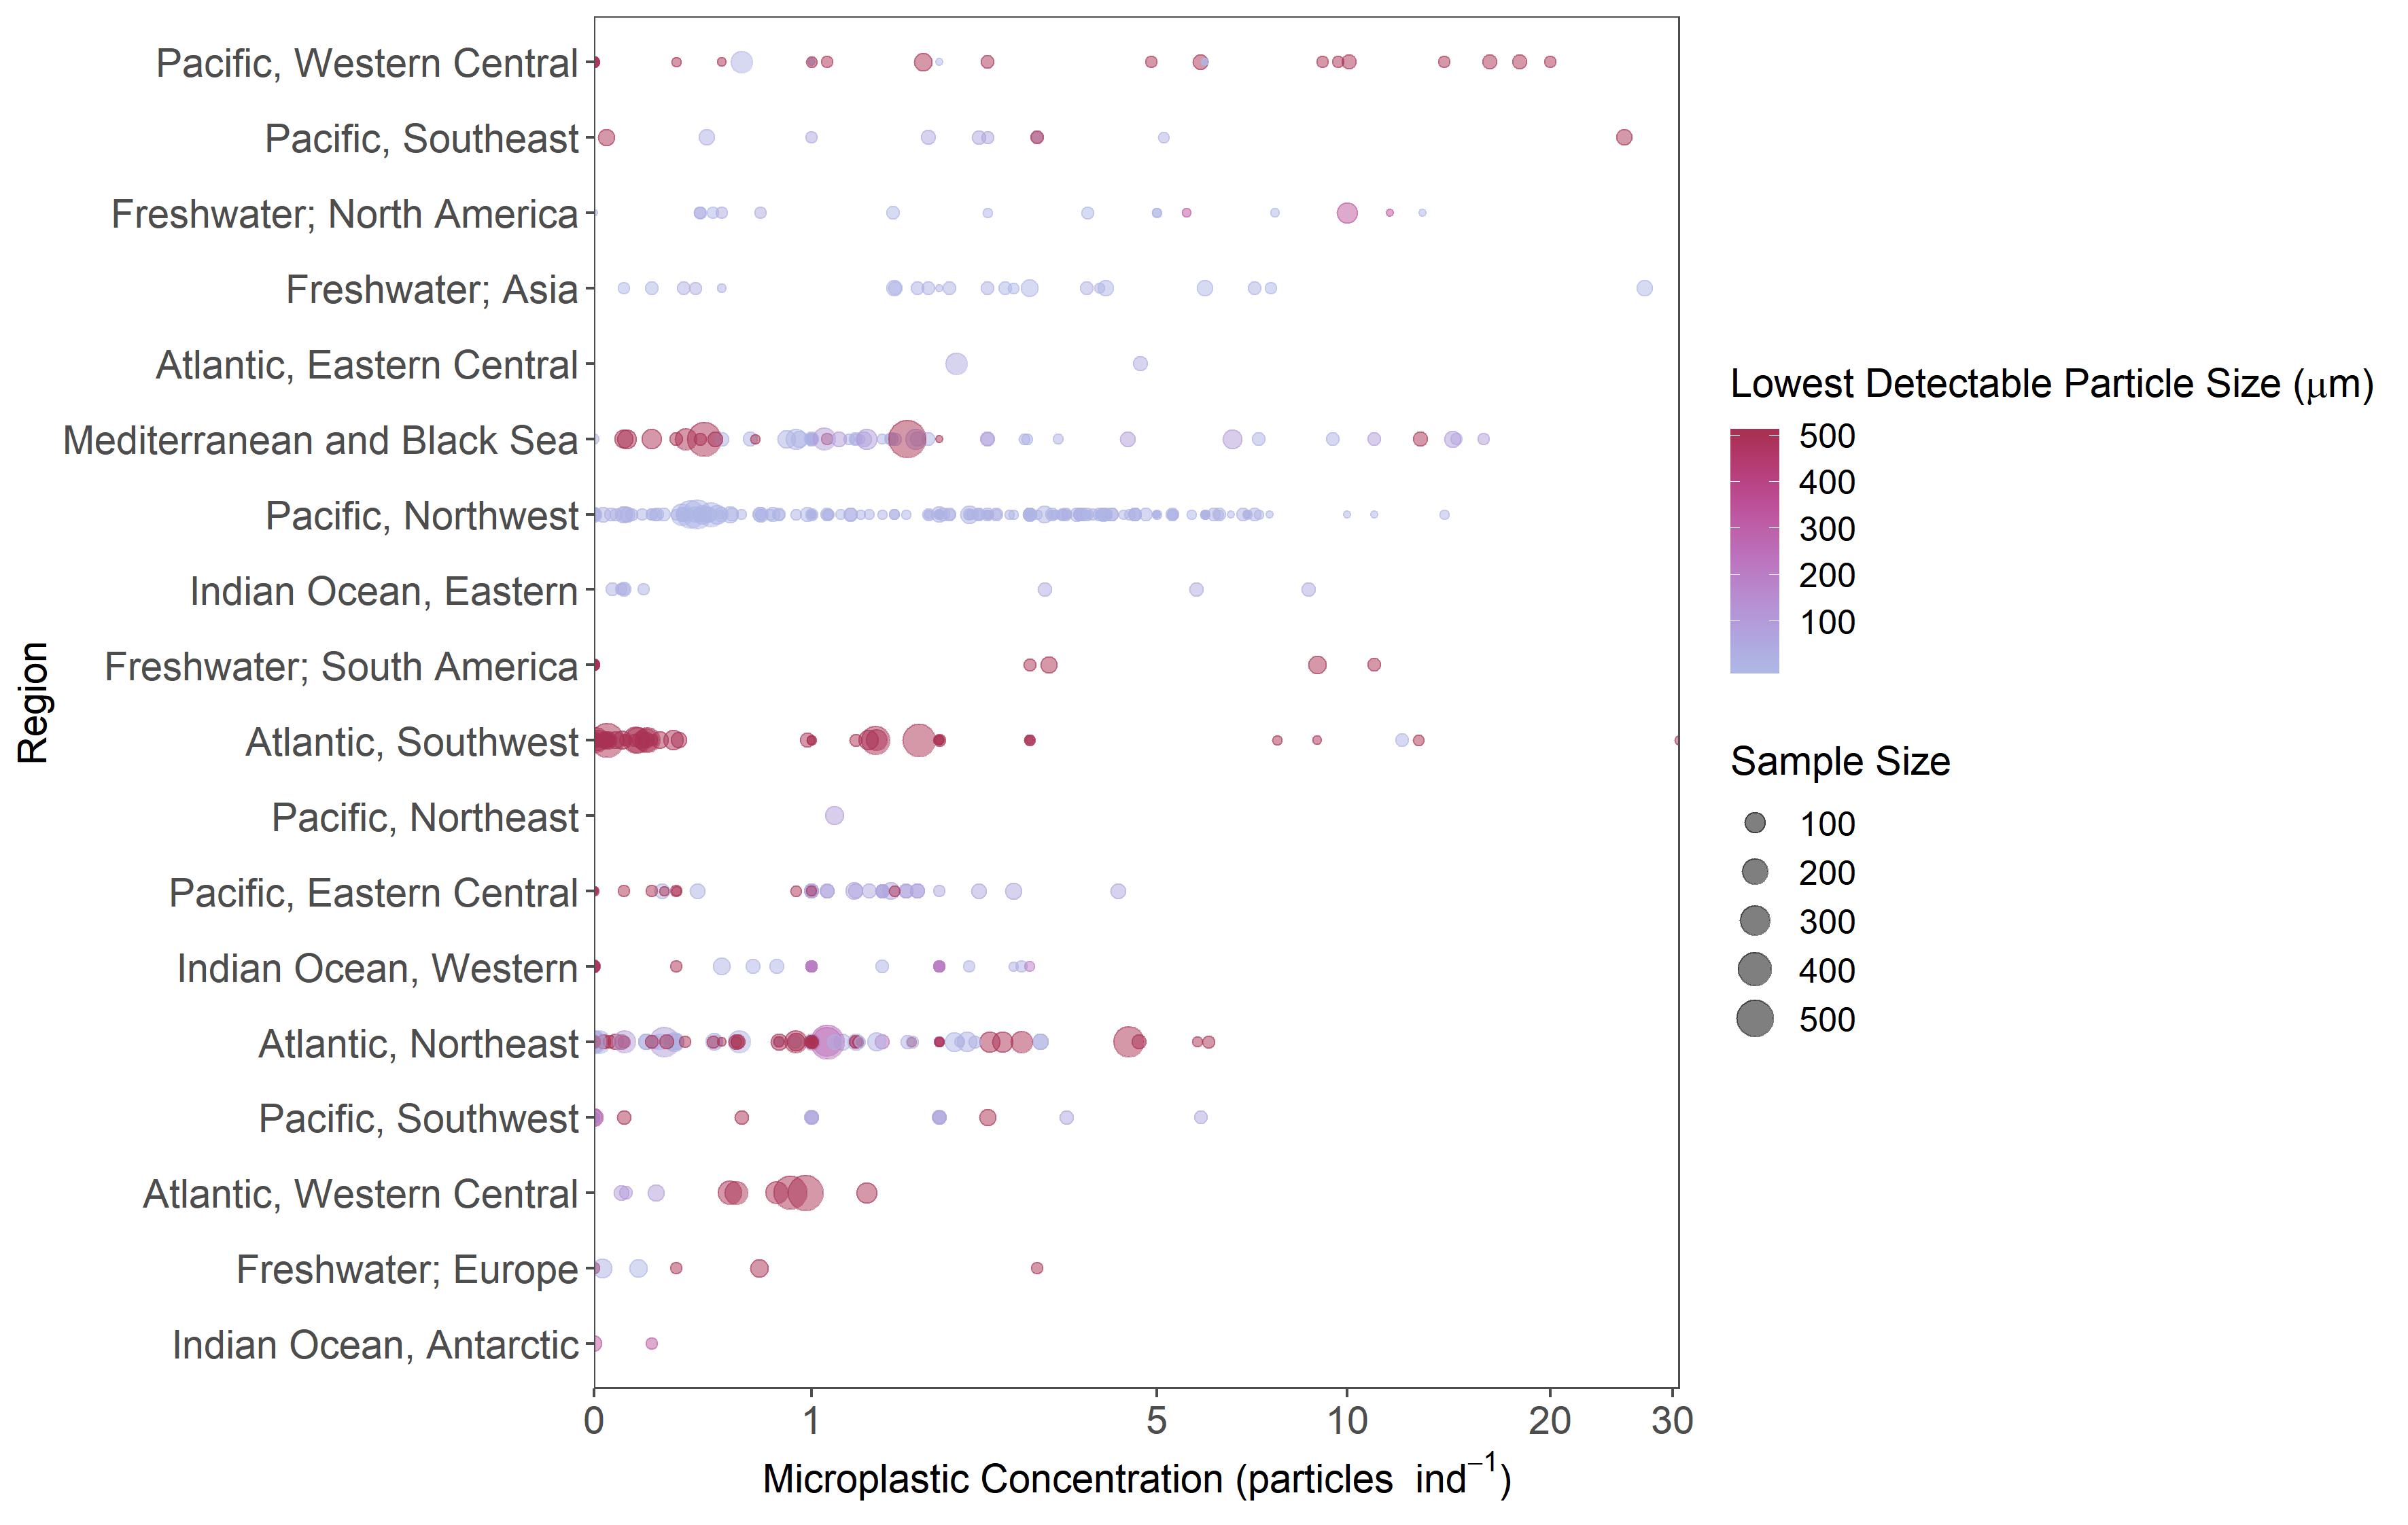 Pacific, Western Central
Pacific, Southeast
Freshwater; North America
Freshwater; Asia
Atlantic, Eastern Central
Mediterranean and Black Sea
Pacific, Northwest
Indian Ocean, Eastern
Freshwater; South America
Atlantic, Southwest
Pacific, Northeast
Pacific, Eastern Central
Indian Ocean, Western
Atlantic, Northeast
Pacific, Southwest
Atlantic, Western Central
Freshwater; Europe
Indian Ocean, Antarctic
Region
0 1 5 10 20 30
Microplastic Concentration (particles ind⁻¹)
Lowest Detectable Particle Size (μm)
500
400
300
200
100
Sample Size
100
200
300
400
500